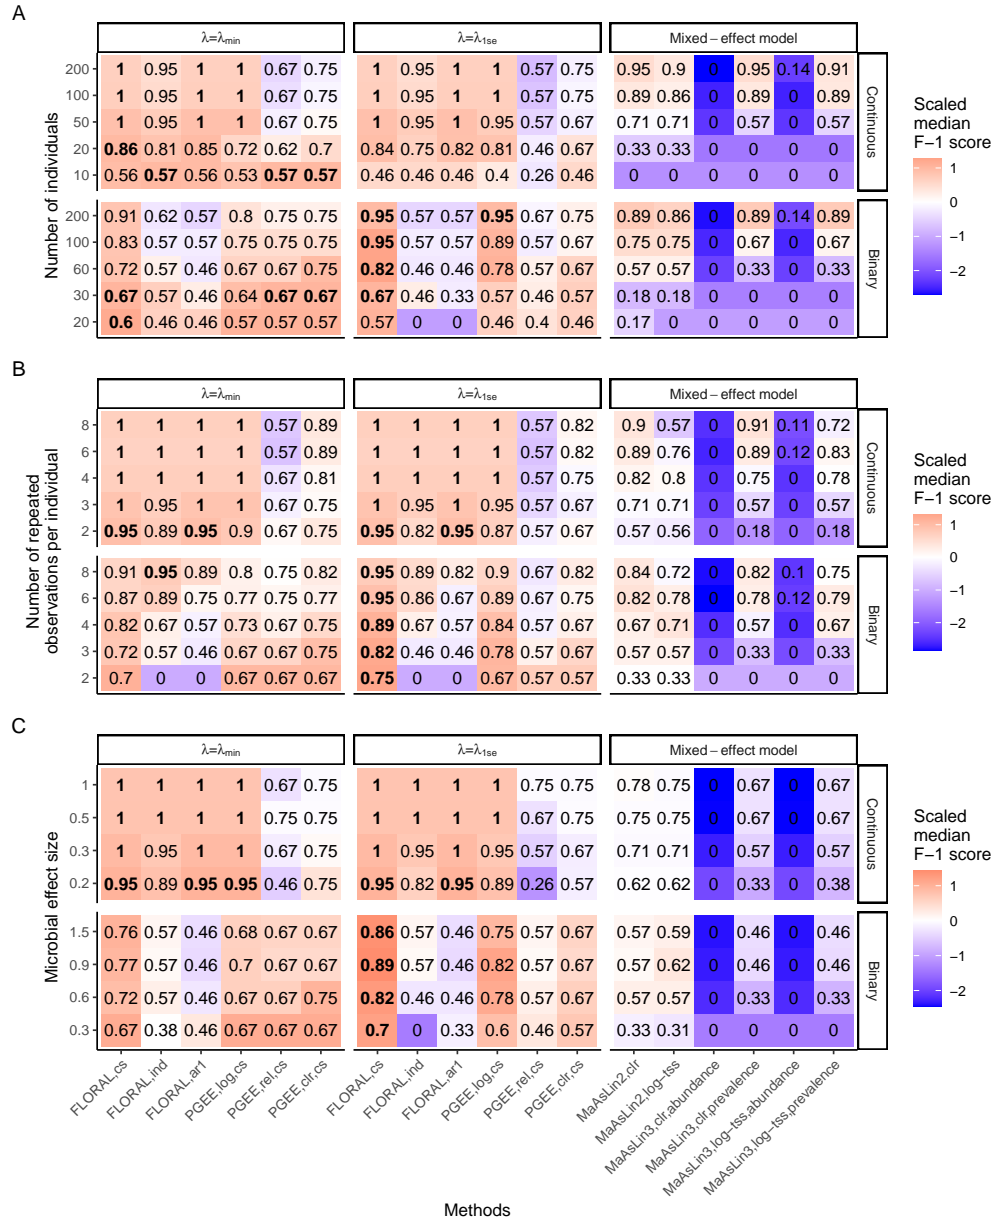 A
λ=λmin λ=λ1se Mixed−effect model
200 1 0.95 1 1 0.67 0.75 1 0.95 1 1 0.57 0.75 0.95 0.9 0 0.95 0.14 0.91
100 1 0.95 1 1 0.67 0.75 1 0.95 1 1 0.57 0.75 0.89 0.86 0 0.89 0 0.89
50 1 0.95 1 1 0.67 0.75 1 0.95 1 0.95 0.57 0.67 0.71 0.71 0 0.57 0 0.57
20 0.86 0.81 0.85 0.72 0.62 0.7 0.84 0.75 0.82 0.81 0.46 0.67 0.33 0.33 0 0 0 0
10 0.56 0.57 0.56 0.53 0.57 0.57 0.46 0.46 0.46 0.4 0.26 0.46 0 0 0 0 0 0
Continuous
200 0.91 0.62 0.57 0.8 0.75 0.75 0.95 0.57 0.57 0.95 0.67 0.75 0.89 0.86 0 0.89 0.14 0.89
100 0.83 0.57 0.57 0.75 0.75 0.75 0.95 0.57 0.57 0.89 0.57 0.67 0.75 0.75 0 0.67 0 0.67
60 0.72 0.57 0.46 0.67 0.67 0.75 0.82 0.46 0.46 0.78 0.57 0.67 0.57 0.57 0 0.33 0 0.33
30 0.67 0.57 0.46 0.64 0.67 0.67 0.67 0.46 0.33 0.57 0.46 0.57 0.18 0.18 0 0 0 0
20 0.6 0.46 0.46 0.57 0.57 0.57 0.57 0 0 0.46 0.4 0.46 0.17 0 0 0 0 0
Binary
Number of individuals
Scaled
median
F−1 score
1
0
−1
−2
B
λ=λmin λ=λ1se Mixed−effect model
8 1 1 1 1 0.57 0.89 1 1 1 1 0.57 0.82 0.9 0.57 0 0.91 0.11 0.72
6 1 1 1 1 0.57 0.89 1 1 1 1 0.57 0.82 0.89 0.76 0 0.89 0.12 0.83
4 1 1 1 1 0.67 0.81 1 1 1 1 0.57 0.75 0.82 0.8 0 0.75 0 0.78
3 1 0.95 1 1 0.67 0.75 1 0.95 1 0.95 0.57 0.67 0.71 0.71 0 0.57 0 0.57
2 0.95 0.89 0.95 0.9 0.67 0.75 0.95 0.82 0.95 0.87 0.57 0.67 0.57 0.56 0 0.18 0 0.18
Continuous
8 0.91 0.95 0.89 0.8 0.75 0.82 0.95 0.89 0.82 0.9 0.67 0.82 0.84 0.72 0 0.82 0.1 0.75
6 0.87 0.89 0.75 0.77 0.75 0.77 0.95 0.86 0.67 0.89 0.67 0.75 0.82 0.78 0 0.78 0.12 0.79
4 0.82 0.67 0.57 0.73 0.67 0.75 0.89 0.67 0.57 0.84 0.57 0.67 0.67 0.71 0 0.57 0 0.67
3 0.72 0.57 0.46 0.67 0.67 0.75 0.82 0.46 0.46 0.78 0.57 0.67 0.57 0.57 0 0.33 0 0.33
2 0.7 0 0 0.67 0.67 0.67 0.75 0 0 0.67 0.57 0.57 0.33 0.33 0 0 0 0
Binary
Number of repeated
observations per individual
Scaled
median
F−1 score
1
0
−1
−2
C
λ=λmin λ=λ1se Mixed−effect model
1 1 1 1 1 0.67 0.75 1 1 1 1 0.75 0.75 0.78 0.75 0 0.67 0 0.67
0.5 1 1 1 1 0.75 0.75 1 1 1 1 0.67 0.75 0.75 0.75 0 0.67 0 0.67
0.3 1 0.95 1 1 0.67 0.75 1 0.95 1 0.95 0.57 0.67 0.71 0.71 0 0.57 0 0.57
0.2 0.95 0.89 0.95 0.95 0.46 0.75 0.95 0.82 0.95 0.89 0.26 0.57 0.62 0.62 0 0.33 0 0.38
Continuous
1.5 0.76 0.57 0.46 0.68 0.67 0.67 0.86 0.57 0.46 0.75 0.57 0.67 0.57 0.59 0 0.46 0 0.46
0.9 0.77 0.57 0.46 0.7 0.67 0.67 0.89 0.57 0.46 0.82 0.57 0.67 0.57 0.62 0 0.46 0 0.46
0.6 0.72 0.57 0.46 0.67 0.67 0.75 0.82 0.46 0.46 0.78 0.57 0.67 0.57 0.57 0 0.33 0 0.33
0.3 0.67 0.38 0.46 0.67 0.67 0.67 0.7 0 0.33 0.6 0.46 0.57 0.33 0.31 0 0 0 0
Binary
Microbial effect size
Scaled
median
F−1 score
1
0
−1
−2
FLORAL,cs FLORAL,ind FLORAL,ar1 PGEE,log,cs PGEE,rel,cs PGEE,clr,cs FLORAL,cs FLORAL,ind FLORAL,ar1 PGEE,log,cs PGEE,rel,cs PGEE,clr,cs MaAsLin2,clr MaAsLin2,log−tss MaAsLin3,clr,abundance MaAsLin3,clr,prevalence MaAsLin3,log−tss,abundance MaAsLin3,log−tss,prevalence
Methods